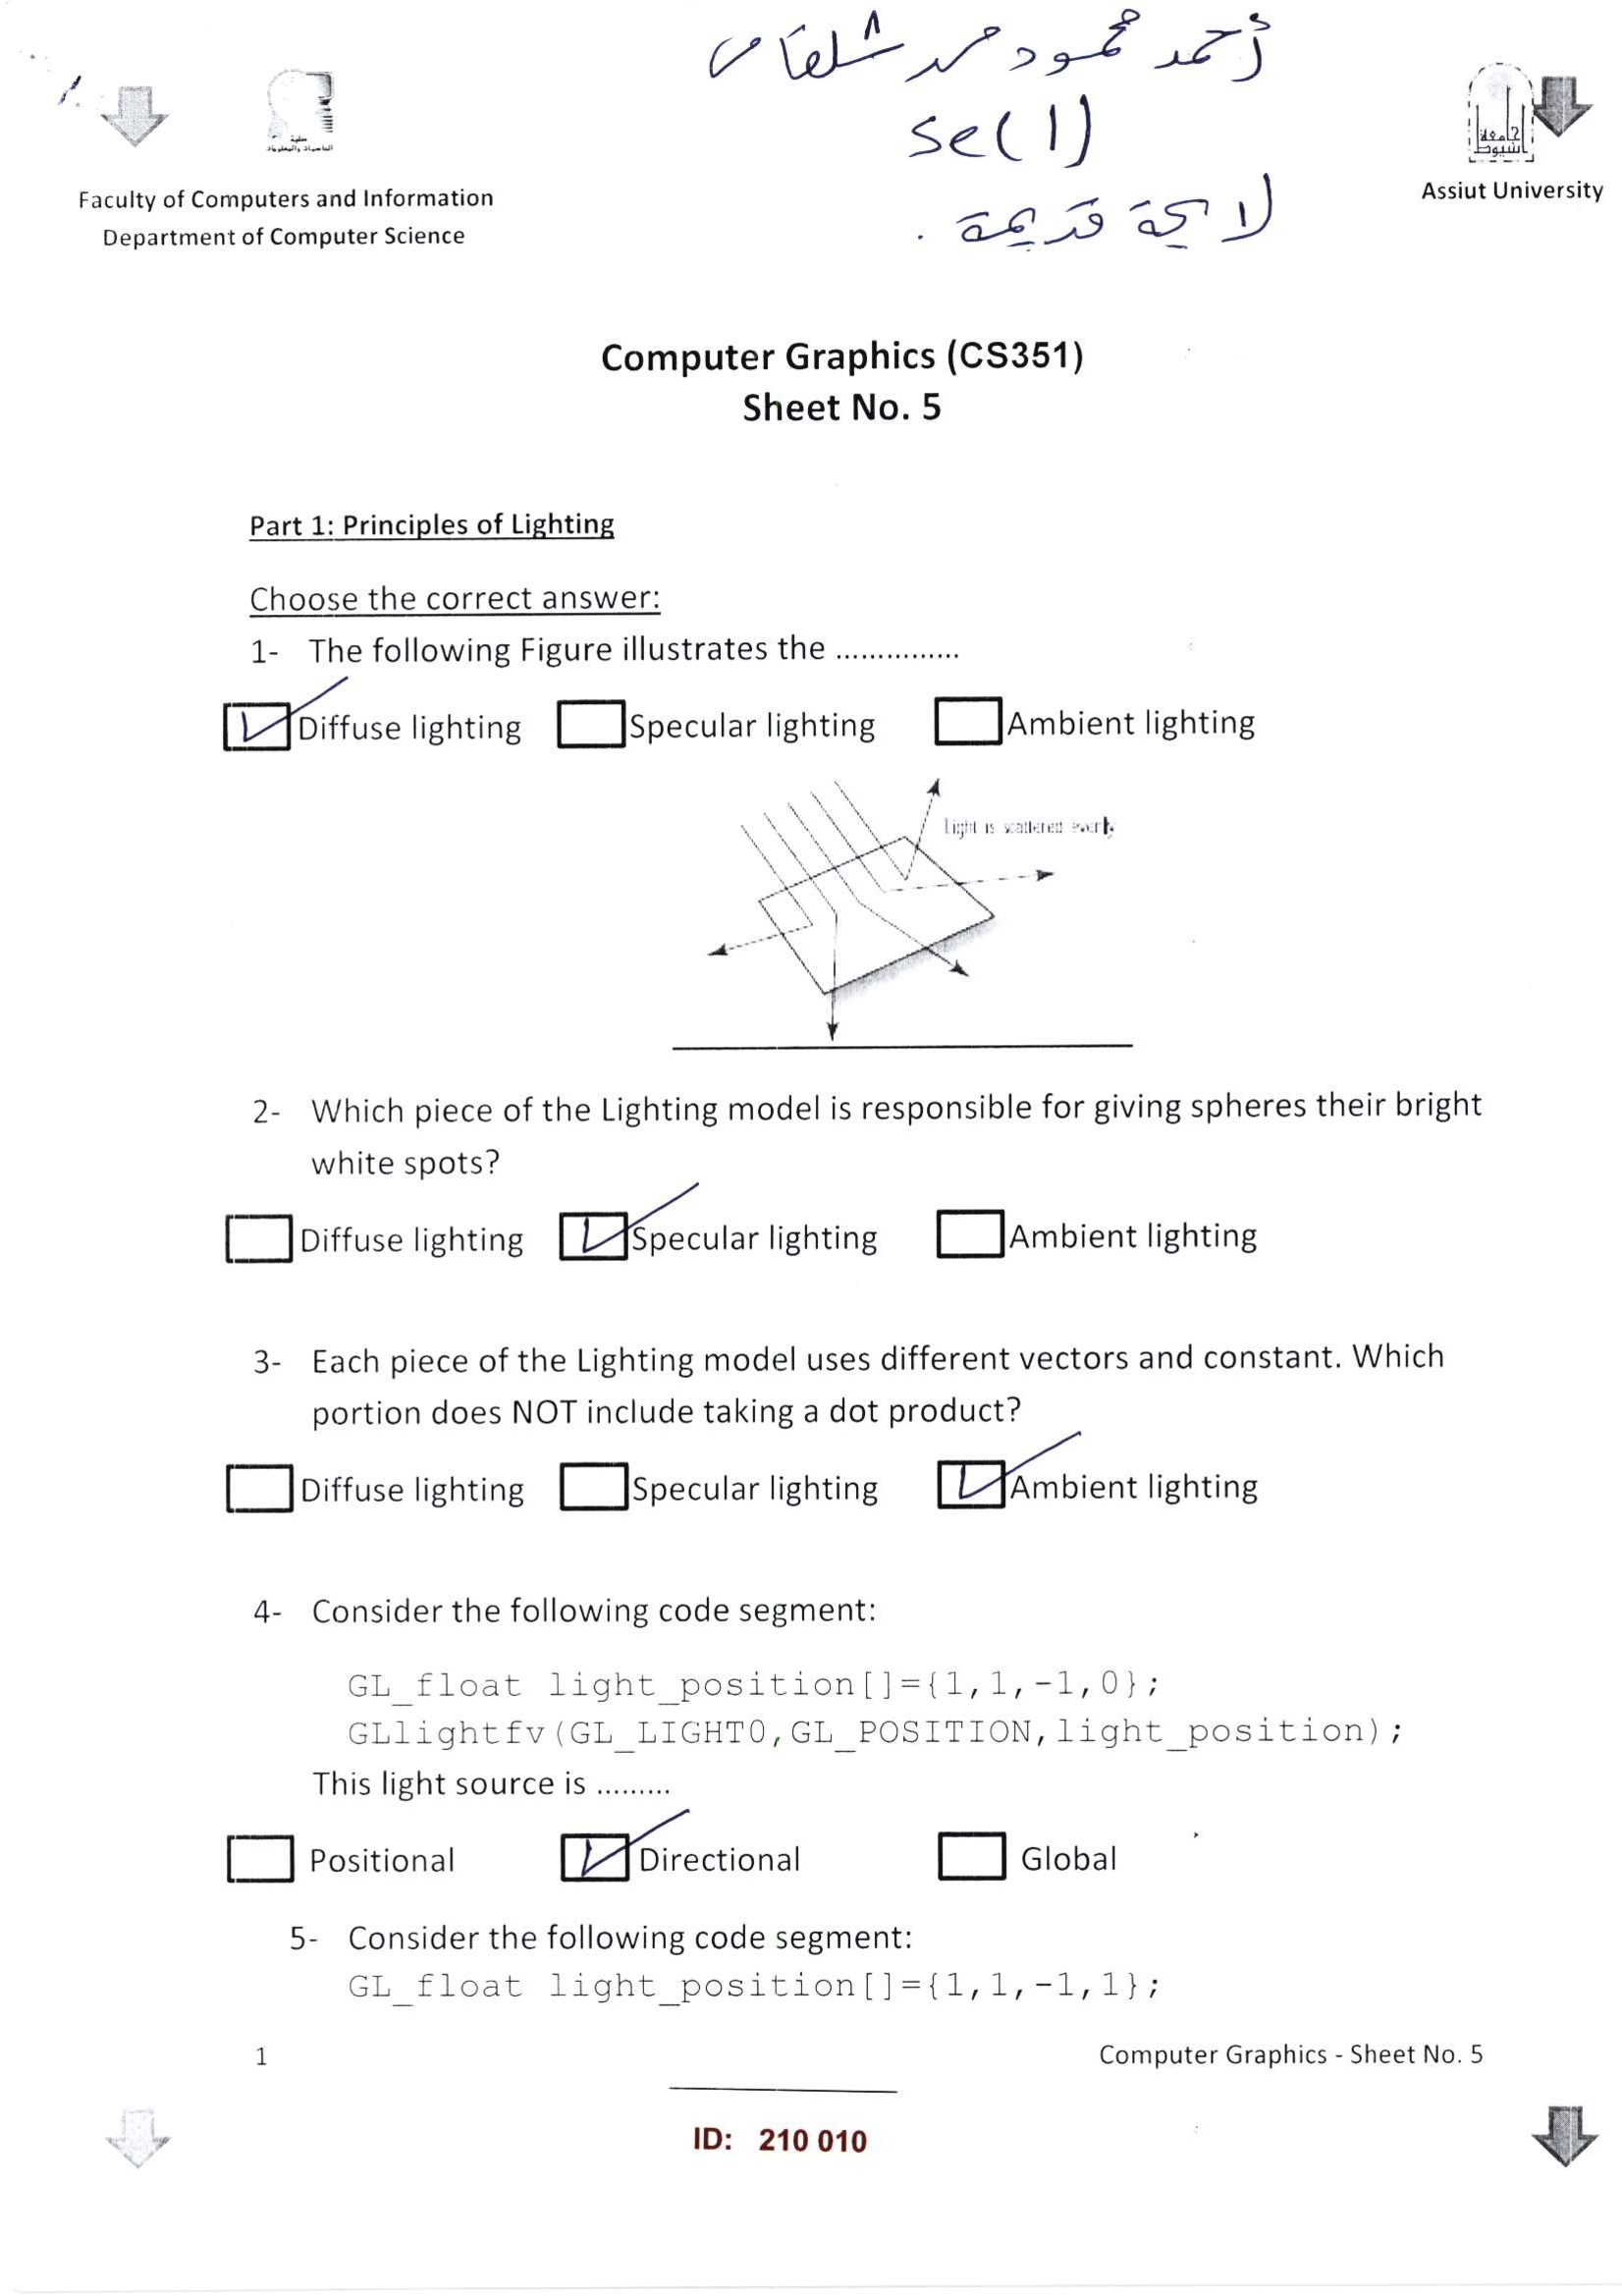 أحمد محمود محمد
se(1)
لايحة قديمة .
كلية
الحاسبات والمعلومات
جامعة
أسيوط
Faculty of Computers and Information
Department of Computer Science
Assiut University
Computer Graphics (CS351)
Sheet No. 5
Part 1: Principles of Lighting
Choose the correct answer:
1- The following Figure illustrates the ...............
Diffuse lighting Specular lighting Ambient lighting
Light is scattered evenly
2- Which piece of the Lighting model is responsible for giving spheres their bright
white spots?
Diffuse lighting Specular lighting Ambient lighting
3- Each piece of the Lighting model uses different vectors and constant. Which
portion does NOT include taking a dot product?
Diffuse lighting Specular lighting Ambient lighting
4- Consider the following code segment:
GL_float light_position[]={1,1,-1,0};
GLlightfv(GL_LIGHT0,GL_POSITION,light_position);
This light source is .........
Positional Directional Global
5- Consider the following code segment:
GL_float light_position[]={1,1,-1,1};
1 Computer Graphics - Sheet No. 5
ID: 210 010